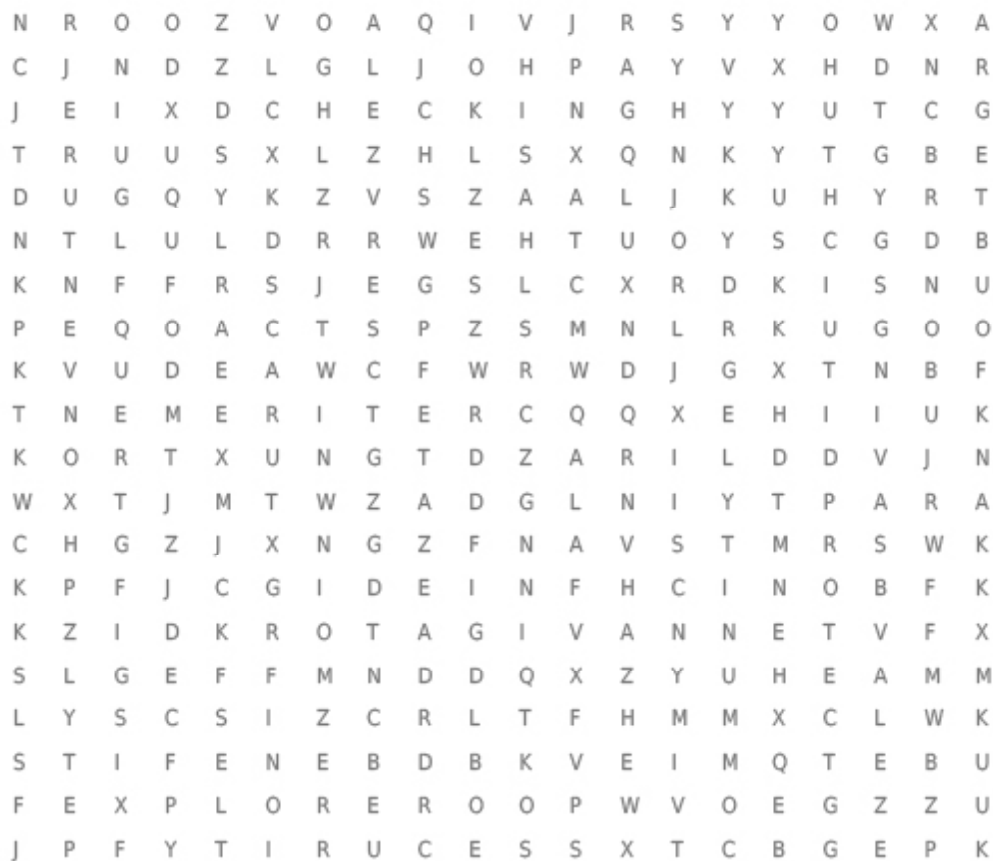 N R O O Z V O A Q I V J R S Y Y O W X A
C J N D Z L G L J O H P A Y V X H D N R
J E I X D C H E C K I N G H Y Y U T C G
T R U U S X L Z H L S X Q N K Y T G B E
D U G Q Y K Z V S Z A A L J K U H Y R T
N T L U L D R R W E H T U O Y S C G D B
K N F F R S J E G S L C X R D K I S N U
P E Q O A C T S P Z S M N L R K U G O O
K V U D E A W C F W R W D J G X T N B F
T N E M E R I T E R C Q Q X E H I I U K
K O R T X U N G T D Z A R I L D D V J N
W X T J M T W Z A D G L N I Y T P A R A
C H G Z J X N G Z F N A V S T M R S W K
K P F J C G I D E I N F H C I N O B F K
K Z I D K R O T A G I V A N N E T V F X
S L G E F F M N D D Q X Z Y U H E A M M
L Y S C S I Z C R L T F H M M X C L W K
S T I F E N E B D B K V E I M Q T E B U
F E X P L O R E R O O P W V O E G Z Z U
J P F Y T I R U C E S S X T C B G E P K